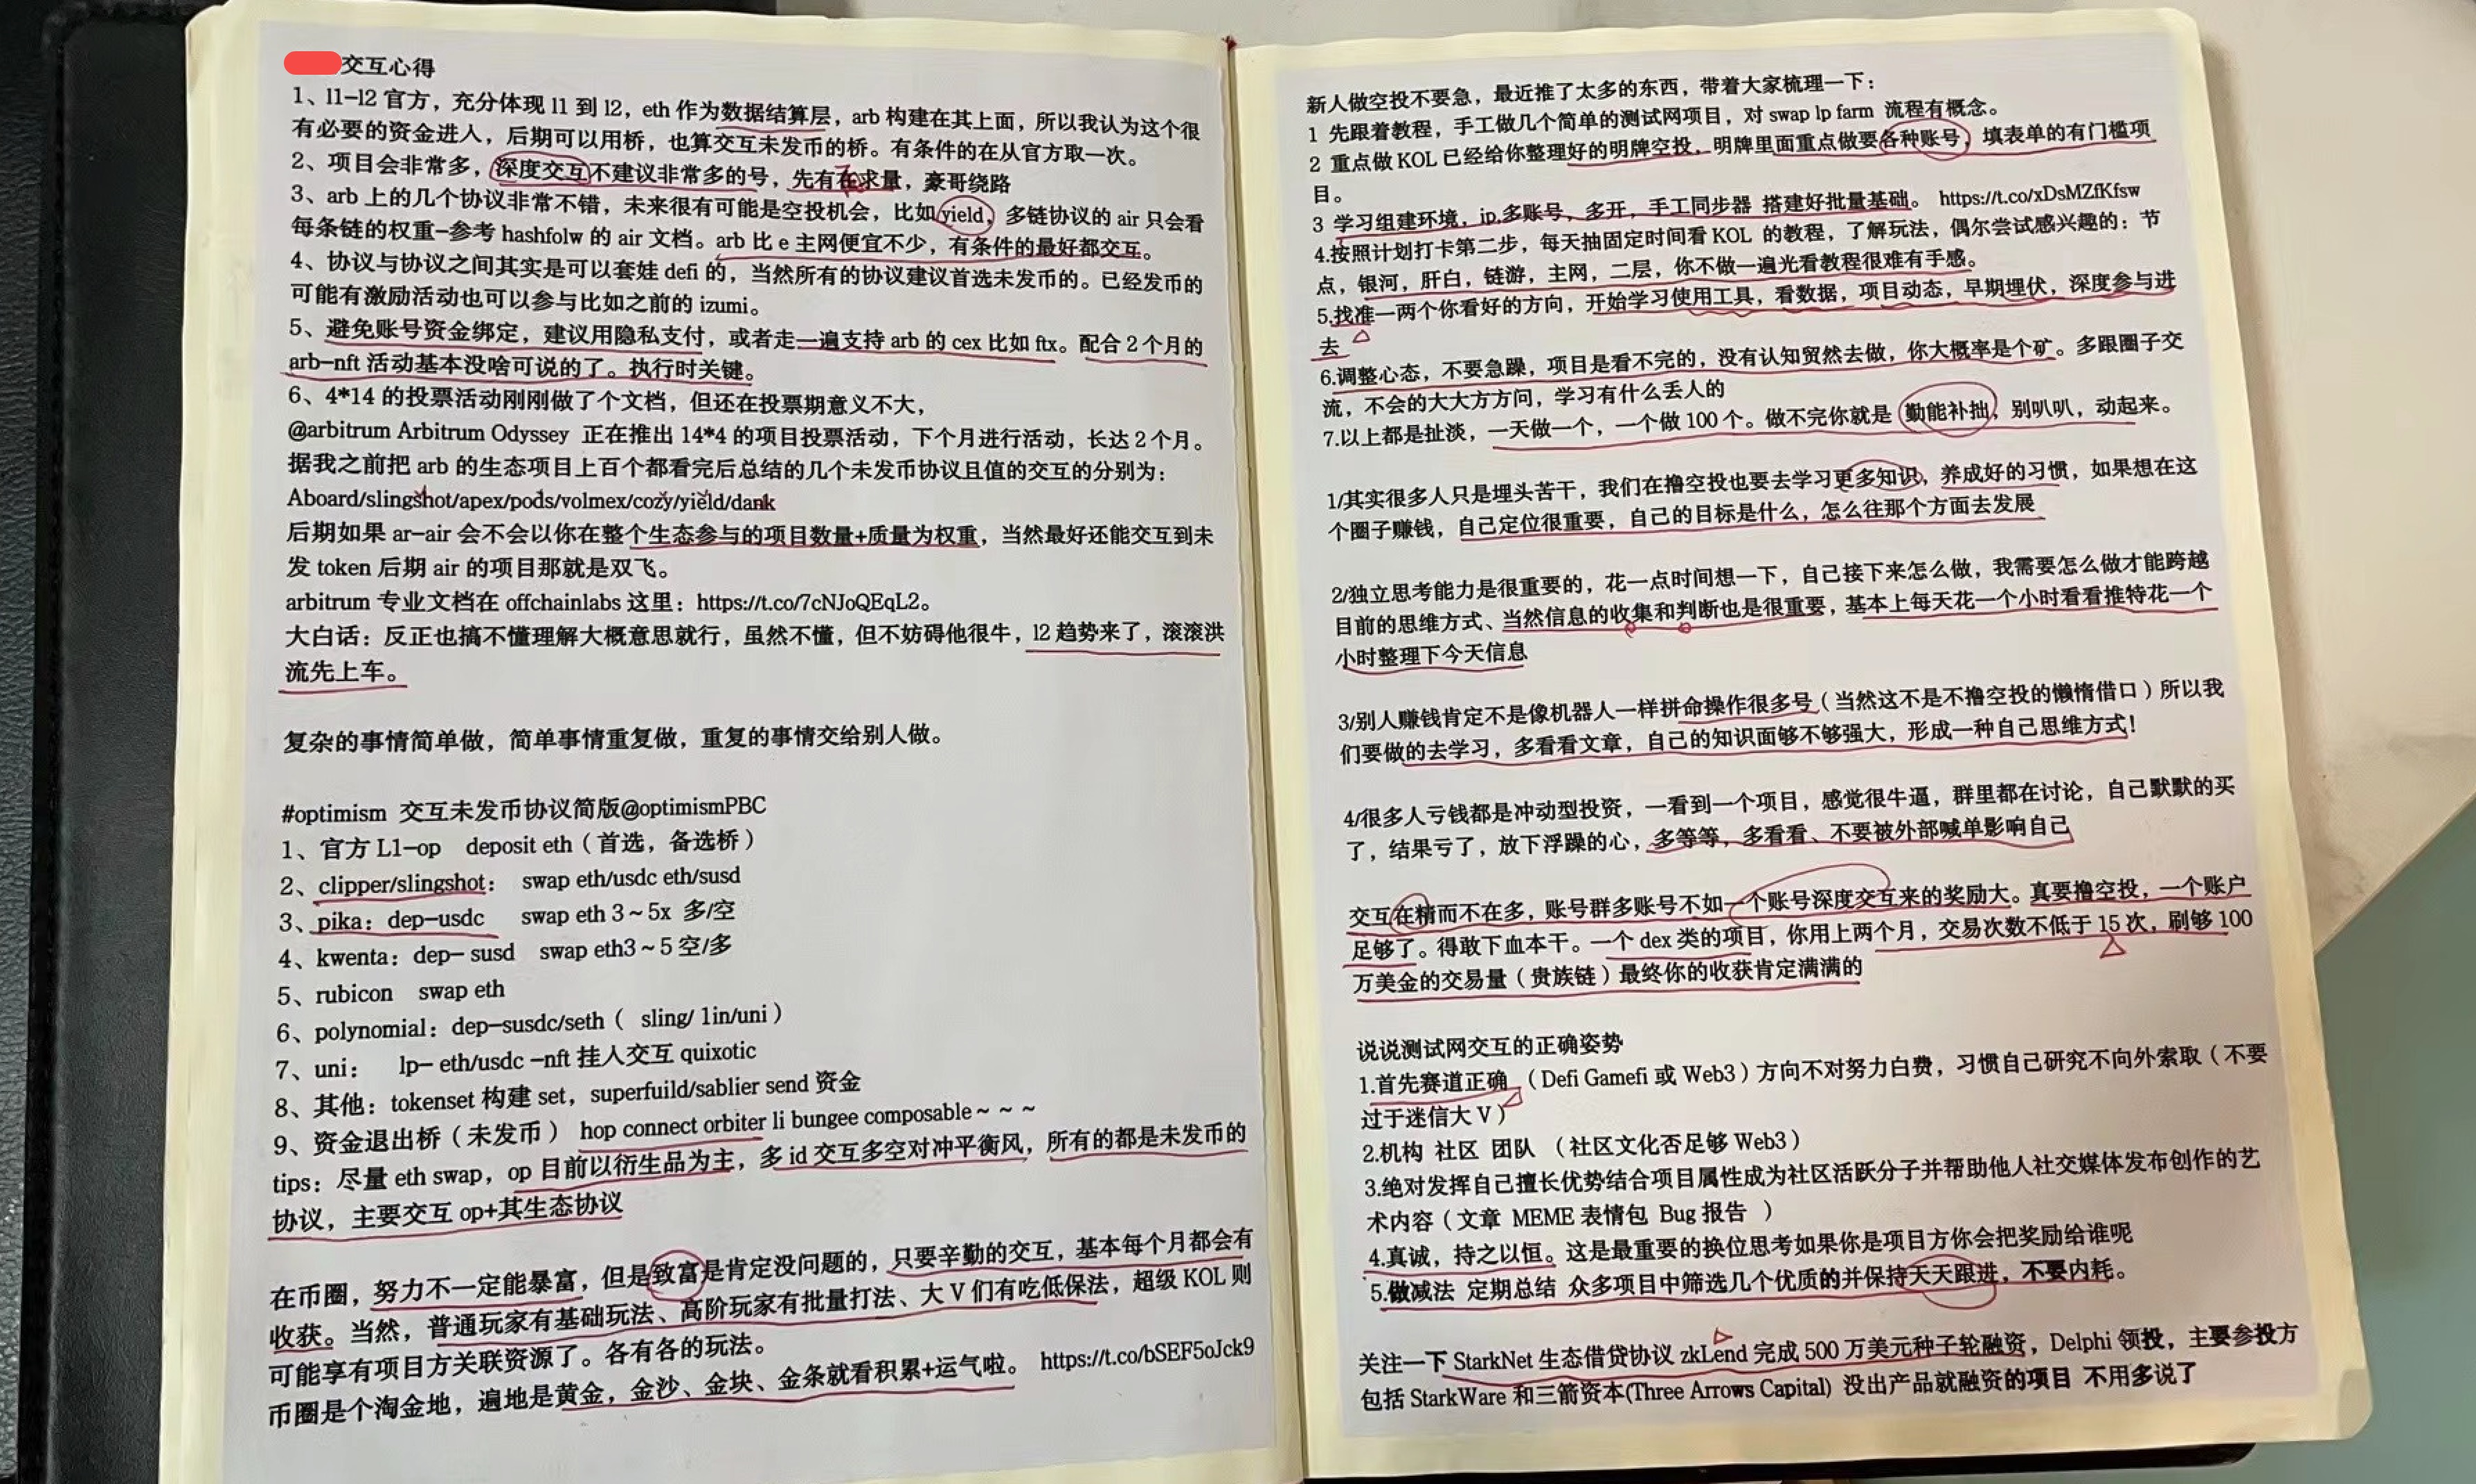 交互心得
1、l1-l2 官方，充分体现 l1 到 l2，eth 作为数据结算层，arb 构建在其上面，所以我认为这个很
有必要的资金进入，后期可以用桥，也算交互未发币的桥。有条件的在从官方取一次。
2、项目会非常多，深度交互不建议非常多的号，先有在求量，豪哥绕路
3、arb 上的几个协议非常不错，未来很有可能是空投机会，比如 yield，多链协议的 air 只会看
每条链的权重-参考 hashfolw 的 air 文档。arb 比 e 主网便宜不少，有条件的最好都交互。
4、协议与协议之间其实是可以套娃 defi 的，当然所有的协议建议首选未发币的。已经发币的
可能有激励活动也可以参与比如之前的 izumi。
5、避免账号资金绑定，建议用隐私支付，或者走一遍支持 arb 的 cex 比如 ftx。配合 2 个月的
arb-nft 活动基本没啥可说的了。执行时关键。
6、4*14 的投票活动刚刚做了个文档，但还在投票期意义不大，
@arbitrum Arbitrum Odyssey 正在推出 14*4 的项目投票活动，下个月进行活动，长达 2 个月。
据我之前把 arb 的生态项目上百个都看完后总结的几个未发币协议且值的交互的分别为：
Aboard/slingshot/apex/pods/volmex/cozy/yield/dank
后期如果 ar-air 会不会以你在整个生态参与的项目数量+质量为权重，当然最好还能交互到未
发 token 后期 air 的项目那就是双飞。
arbitrum 专业文档在 offchainlabs 这里：https://t.co/7cNJoQEqL2。
大白话：反正也搞不懂理解大概意思就行，虽然不懂，但不妨碍他很牛，l2 趋势来了，滚滚洪
流先上车。
复杂的事情简单做，简单事情重复做，重复的事情交给别人做。
#optimism 交互未发币协议简版@optimismPBC
1、官方 L1-op deposit eth（首选，备选桥）
2、clipper/slingshot： swap eth/usdc eth/susd
3、pika：dep-usdc swap eth 3~5x 多/空
4、kwenta：dep- susd swap eth3~5 空/多
5、rubicon swap eth
6、polynomial：dep-susdc/seth（ sling/ 1in/uni）
7、uni： lp- eth/usdc -nft 挂人交互 quixotic
8、其他：tokenset 构建 set，superfuild/sablier send 资金
9、资金退出桥（未发币） hop connect orbiter li bungee composable~ ~ ~
tips：尽量 eth swap，op 目前以衍生品为主，多 id 交互多空对冲平衡风，所有的都是未发币的
协议，主要交互 op+其生态协议
在币圈，努力不一定能暴富，但是致富是肯定没问题的，只要辛勤的交互，基本每个月都会有
收获。当然，普通玩家有基础玩法、高阶玩家有批量打法、大 V 们有吃低保法，超级 KOL 则
可能享有项目方关联资源了。各有各的玩法。
币圈是个淘金地，遍地是黄金，金沙、金块、金条就看积累+运气啦。 https://t.co/bSEF5oJck9
新人做空投不要急，最近推了太多的东西，带着大家梳理一下：
1 先跟着教程，手工做几个简单的测试网项目，对 swap lp farm 流程有概念。
2 重点做 KOL 已经给你整理好的明牌空投，明牌里面重点做要各种账号，填表单的有门槛项
目。
3 学习组建环境，ip,多账号、多开，手工同步器 搭建好批量基础。 https://t.co/xDsMZfKfsw
4.按照计划打卡第二步，每天抽固定时间看 KOL 的教程，了解玩法，偶尔尝试感兴趣的：节
点，银河，肝白，链游，主网，二层，你不做一遍光看教程很难有手感。
5.找准一两个你看好的方向，开始学习使用工具，看数据，项目动态，早期埋伏，深度参与进
去
6.调整心态，不要急躁，项目是看不完的，没有认知贸然去做，你大概率是个矿。多跟圈子交
流，不会的大大方方问，学习有什么丢人的
7.以上都是扯淡，一天做一个，一个做 100 个。做不完你就是 勤能补拙，别叭叭，动起来。
1/其实很多人只是埋头苦干，我们在撸空投也要去学习更多知识，养成好的习惯，如果想在这
个圈子赚钱，自己定位很重要，自己的目标是什么，怎么往那个方面去发展
2/独立思考能力是很重要的，花一点时间想一下，自己接下来怎么做，我需要怎么做才能跨越
目前的思维方式、当然信息的收集和判断也是很重要，基本上每天花一个小时看看推特花一个
小时整理下今天信息
3/别人赚钱肯定不是像机器人一样拼命操作很多号（当然这不是不撸空投的懒惰借口）所以我
们要做的去学习，多看看文章，自己的知识面够不够强大，形成一种自己思维方式！
4/很多人亏钱都是冲动型投资，一看到一个项目，感觉很牛逼，群里都在讨论，自己默默的买
了，结果亏了，放下浮躁的心，多等等，多看看、不要被外部喊单影响自己
交互在精而不在多，账号群多账号不如一个账号深度交互来的奖励大。真要撸空投，一个账户
足够了。得敢下血本干。一个 dex 类的项目，你用上两个月，交易次数不低于 15 次，刷够 100
万美金的交易量（贵族链）最终你的收获肯定满满的
说说测试网交互的正确姿势
1.首先赛道正确 （Defi Gamefi 或 Web3）方向不对努力白费，习惯自己研究不向外索取（不要
过于迷信大 V）
2.机构 社区 团队 （社区文化否足够 Web3）
3.绝对发挥自己擅长优势结合项目属性成为社区活跃分子并帮助他人社交媒体发布创作的艺
术内容（文章 MEME 表情包 Bug 报告 ）
4.真诚，持之以恒。这是最重要的换位思考如果你是项目方你会把奖励给谁呢
5.做减法 定期总结 众多项目中筛选几个优质的并保持天天跟进，不要内耗。
关注一下 StarkNet 生态借贷协议 zkLend 完成 500 万美元种子轮融资，Delphi 领投，主要参投方
包括 StarkWare 和三箭资本(Three Arrows Capital) 没出产品就融资的项目 不用多说了